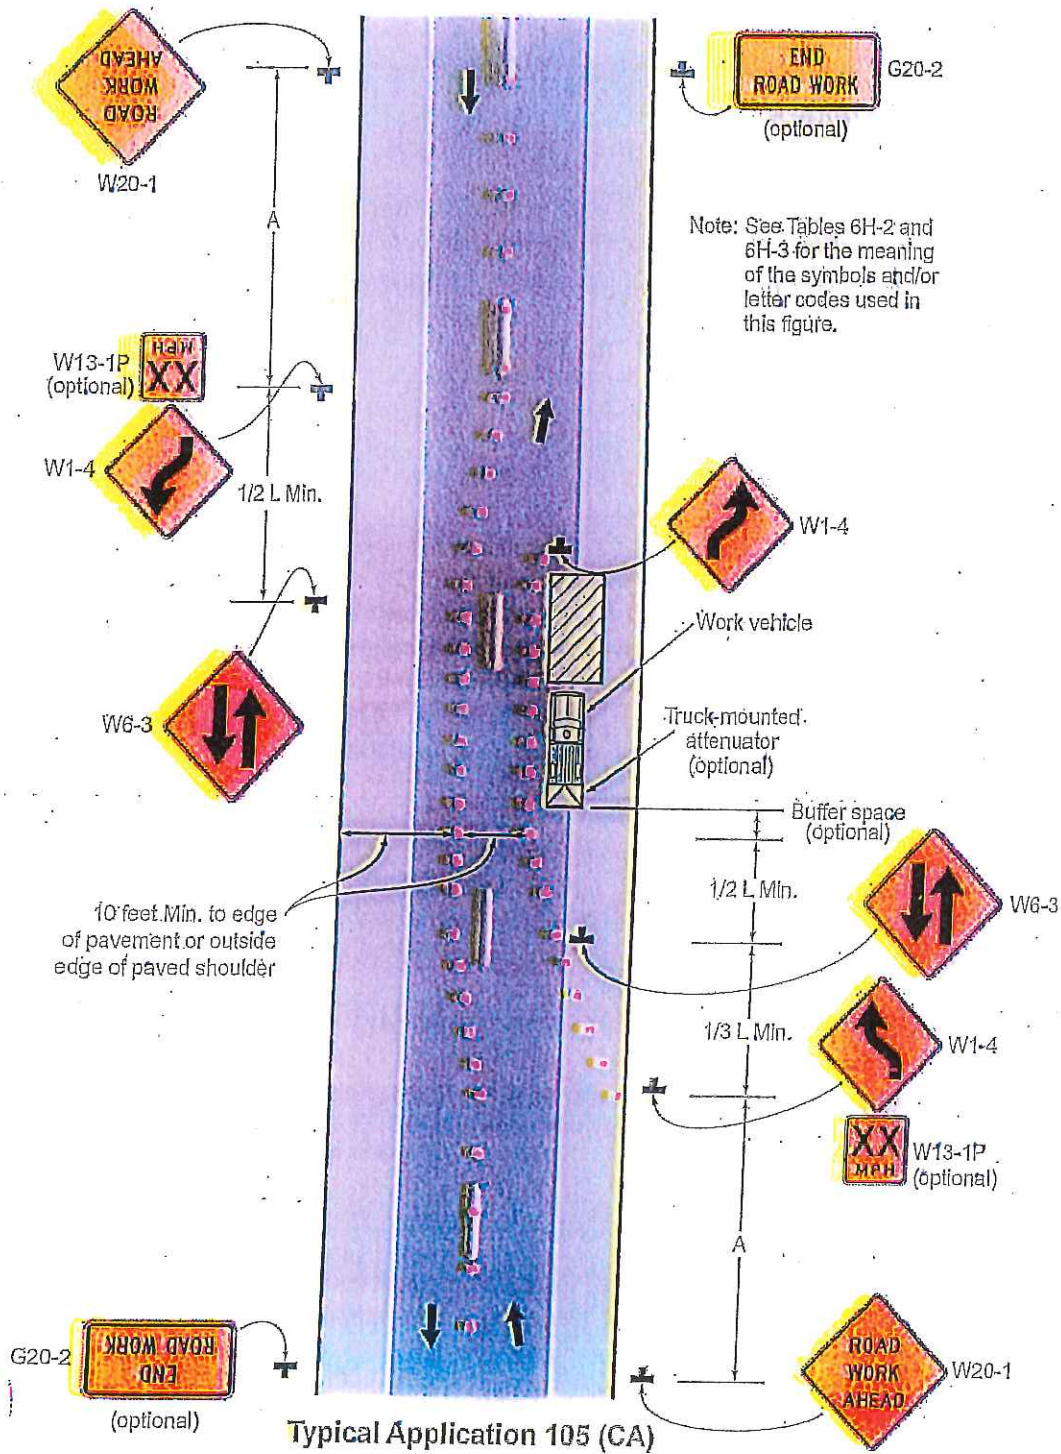 ROAD
WORK
AHEAD
W20-1
END
ROAD WORK
G20-2
(optional)
A
Note: See Tables 6H-2 and
6H-3 for the meaning
of the symbols and/or
letter codes used in
this figure.
W13-1P
(optional)
XX
MPH
W1-4
1/2 L Min.
W1-4
Work vehicle
W6-3
Truck-mounted
attenuator
(optional)
Buffer space
(optional)
1/2 L Min.
W6-3
10 feet Min. to edge
of pavement or outside
edge of paved shoulder
1/3 L Min.
W1-4
XX
MPH
W13-1P
(optional)
A
G20-2
END
ROAD WORK
(optional)
ROAD
WORK
AHEAD
W20-1
Typical Application 105 (CA)